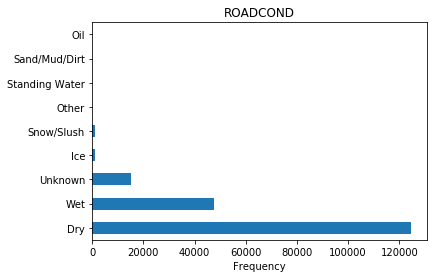 ROADCOND
Oil
Sand/Mud/Dirt
Standing Water
Other
Snow/Slush
Ice
Unknown
Wet
Dry
0 20000 40000 60000 80000 100000 120000
Frequency